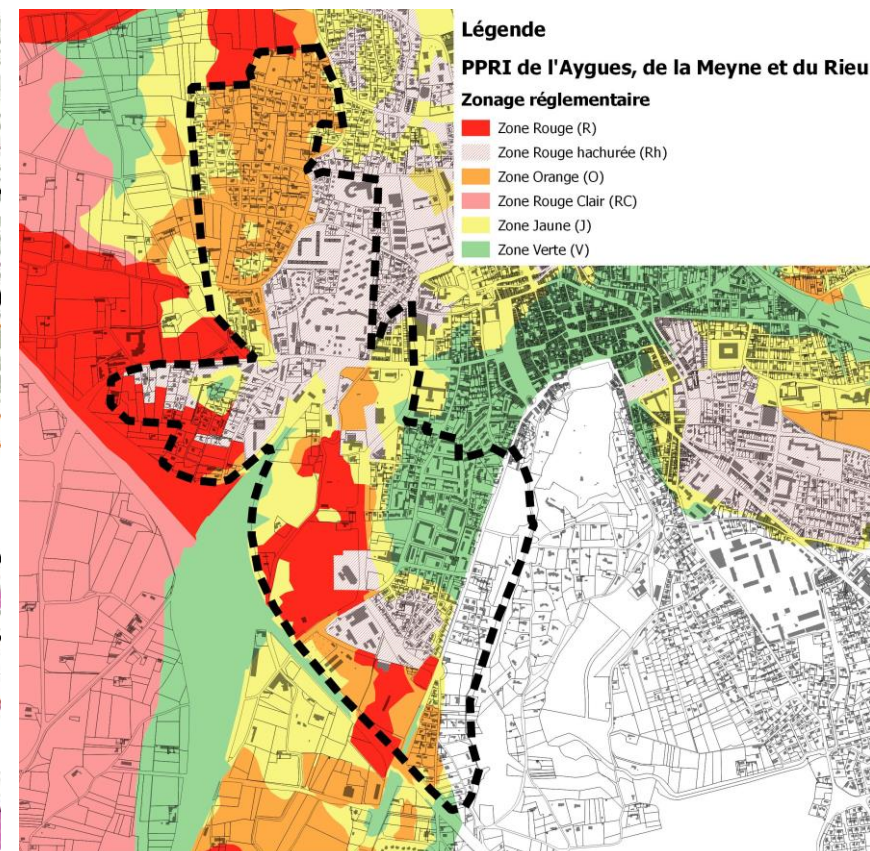 Légende
PPRI de l'Aygues, de la Meyne et du Rieu
Zonage réglementaire
Zone Rouge (R)
Zone Rouge hachurée (Rh)
Zone Orange (O)
Zone Rouge Clair (RC)
Zone Jaune (J)
Zone Verte (V)